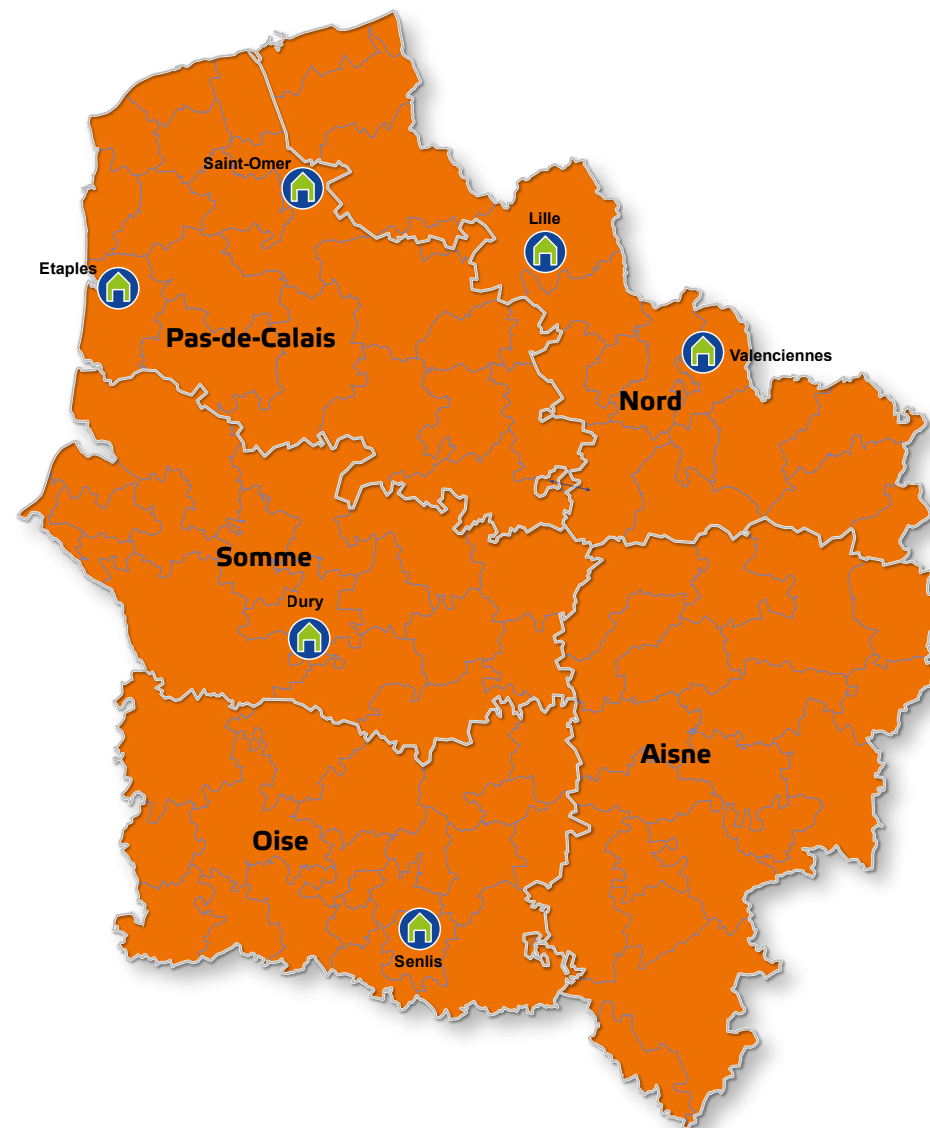 Saint-Omer
Lille
Etaples
Pas-de-Calais
Valenciennes
Nord
Somme
Dury
Aisne
Oise
Senlis